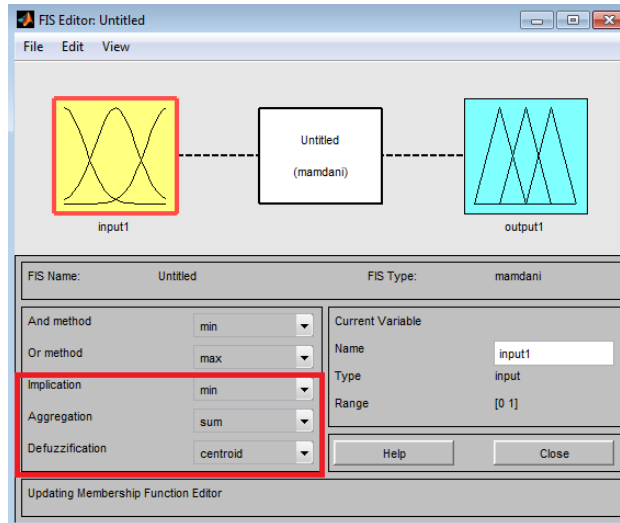 FIS Editor: Untitled
File Edit View
Untitled
(mamdani)
input1
output1
FIS Name: Untitled FIS Type: mamdani
And method min
Or method max
Implication min
Aggregation sum
Defuzzification centroid
Current Variable
Name input1
Type input
Range [0 1]
Help Close
Updating Membership Function Editor